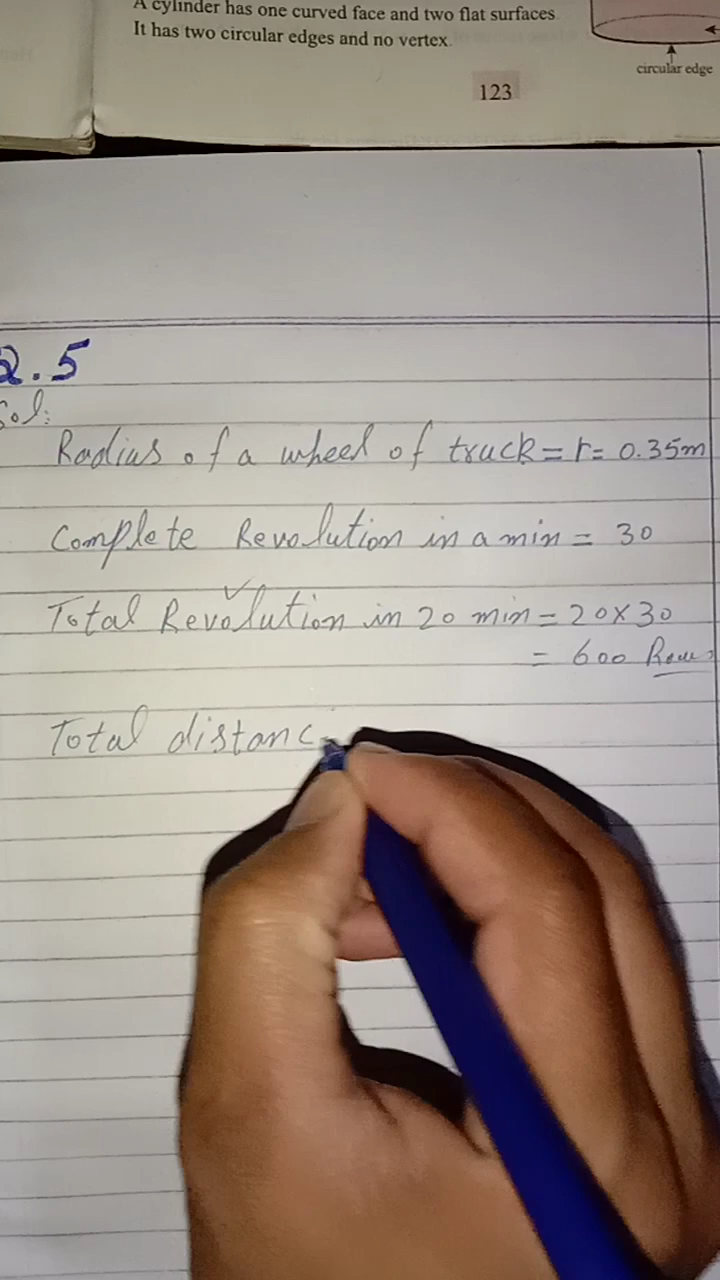 A cylinder has one curved face and two flat surfaces.
It has two circular edges and no vertex.
circular edge
123
Q.5
Sol:
Radius of a wheel of truck = r = 0.35m
Complete Revolution in a min = 30
Total Revolution in 20 min = 20 x 30
= 600
Total distanc